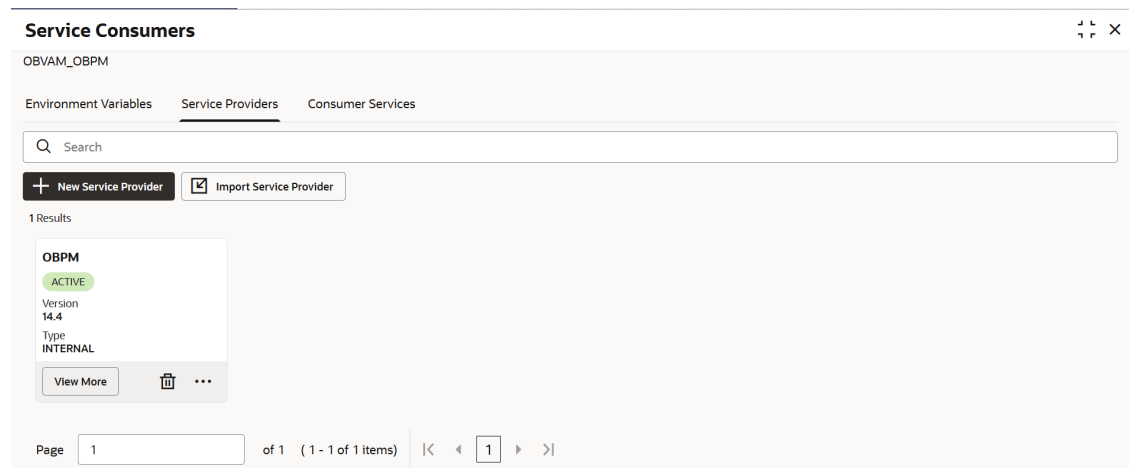 Service Consumers
OBVAM_OBPM
Environment Variables Service Providers Consumer Services
Search
New Service Provider Import Service Provider
1 Results
OBPM
ACTIVE
Version
14.4
Type
INTERNAL
View More
Page 1 of 1 ( 1 - 1 of 1 items) 1